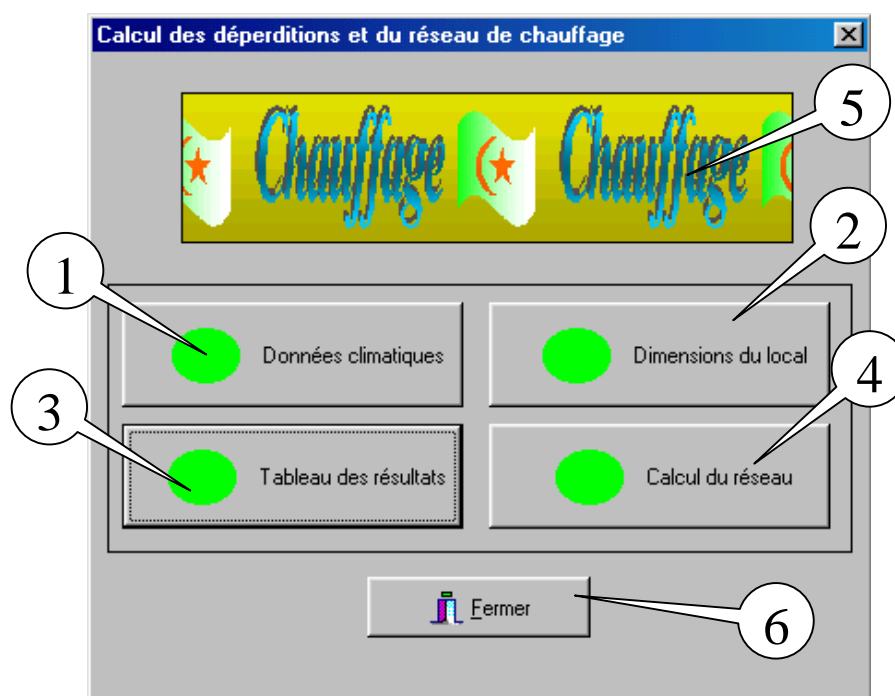 Calcul des déperditions et du réseau de chauffage
Chauffage Chauffage
5
2
1
Données climatiques
Dimensions du local
4
3
Tableau des résultats
Calcul du réseau
Fermer
6